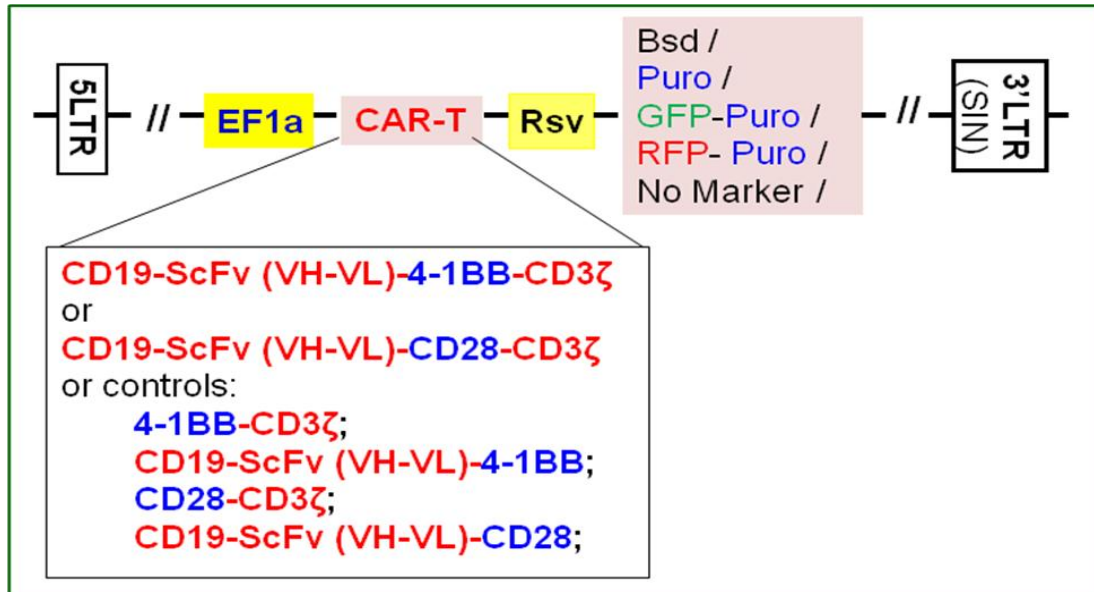 5LTR
//
EF1a
CAR-T
Rsv
Bsd /
Puro /
GFP-Puro /
RFP- Puro /
No Marker /
//
3'LTR
(SIN)
CD19-ScFv (VH-VL)-4-1BB-CD3ζ
or
CD19-ScFv (VH-VL)-CD28-CD3ζ
or controls:
4-1BB-CD3ζ;
CD19-ScFv (VH-VL)-4-1BB;
CD28-CD3ζ;
CD19-ScFv (VH-VL)-CD28;